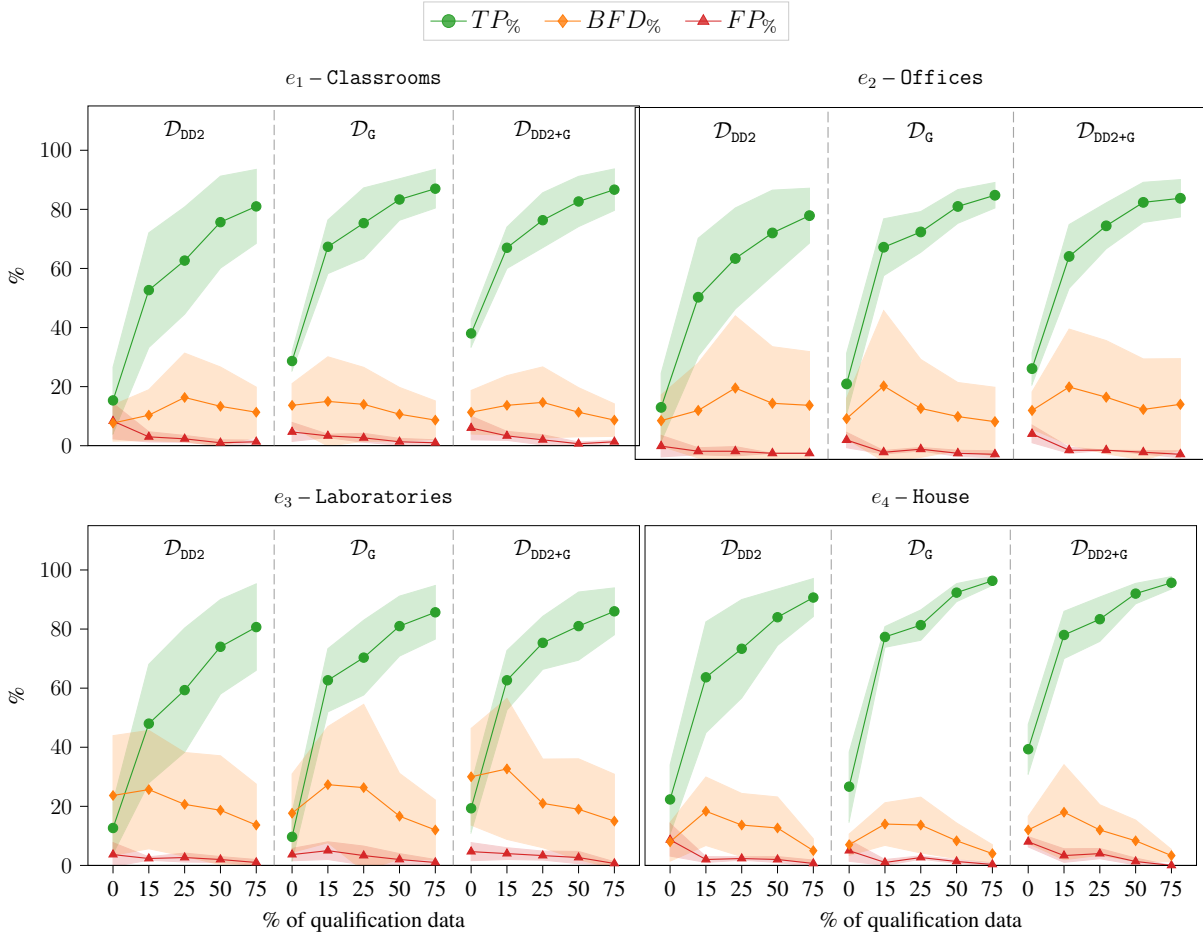 TP% BFD% FP%
e1 – Classrooms
e2 – Offices
𝒟DD2 𝒟G 𝒟DD2+G
𝒟DD2 𝒟G 𝒟DD2+G
100
80
60
40
20
0
%
e3 – Laboratories
e4 – House
𝒟DD2 𝒟G 𝒟DD2+G
𝒟DD2 𝒟G 𝒟DD2+G
100
80
60
40
20
0
%
0 15 25 50 75 0 15 25 50 75 0 15 25 50 75
0 15 25 50 75 0 15 25 50 75 0 15 25 50 75
% of qualification data
% of qualification data